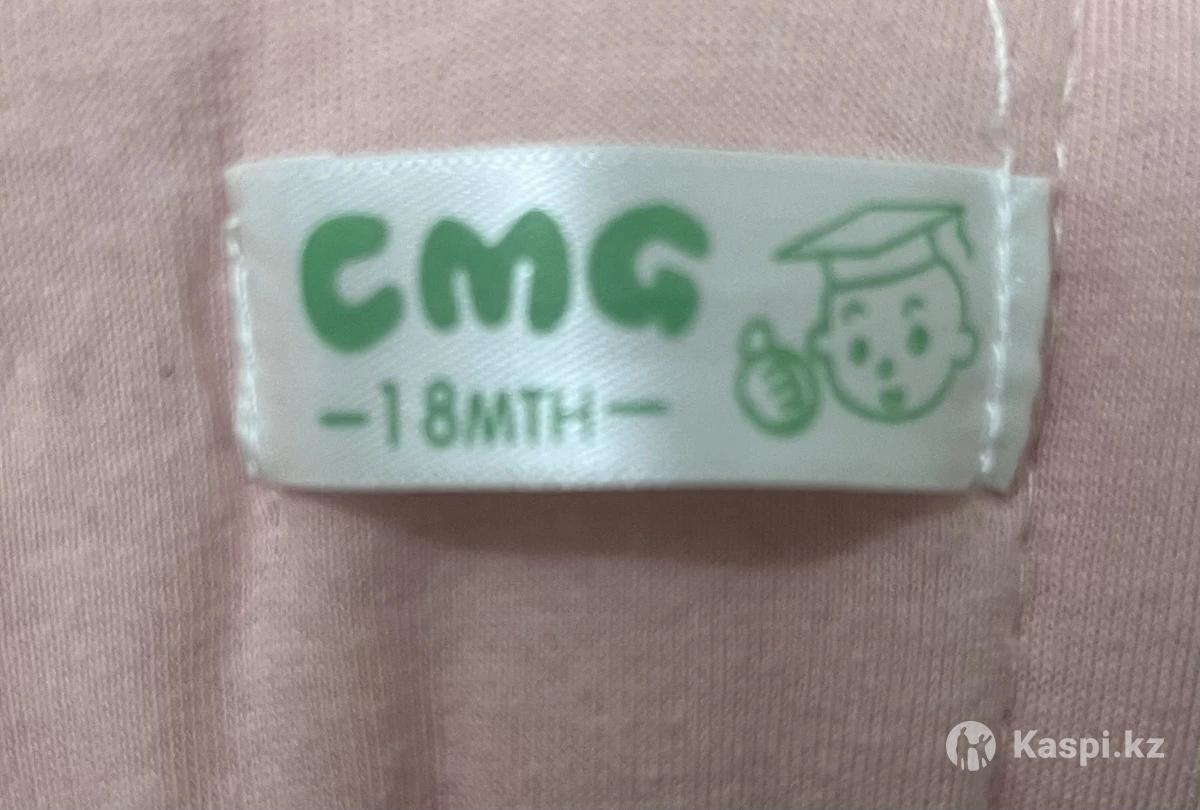 CMG
-18MTH-
Kaspi.kz